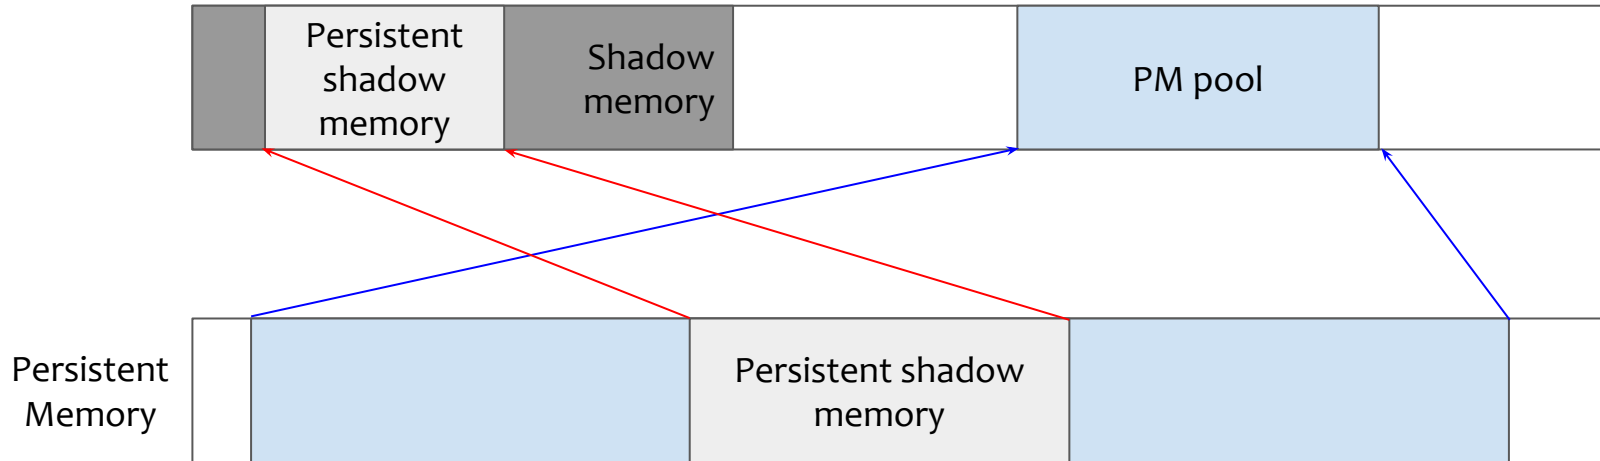 Persistent
shadow
memory
Shadow
memory
PM pool
Persistent
Memory
Persistent shadow
memory